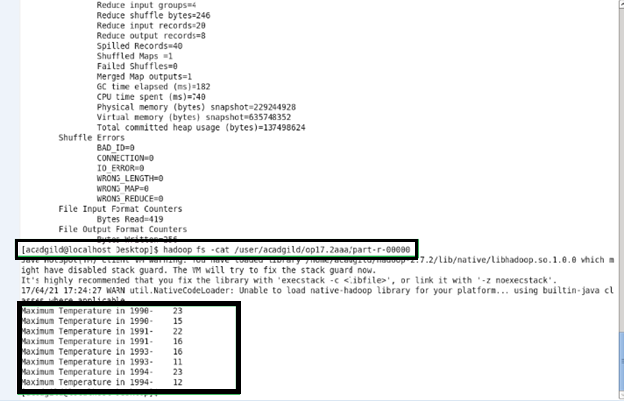 Reduce input groups=4
Reduce shuffle bytes=246
Reduce input records=20
Reduce output records=8
Spilled Records=40
Shuffled Maps =1
Failed Shuffles=0
Merged Map outputs=1
GC time elapsed (ms)=182
CPU time spent (ms)=740
Physical memory (bytes) snapshot=229244928
Virtual memory (bytes) snapshot=635748352
Total committed heap usage (bytes)=137498624
Shuffle Errors
BAD_ID=0
CONNECTION=0
IO_ERROR=0
WRONG_LENGTH=0
WRONG_MAP=0
WRONG_REDUCE=0
File Input Format Counters
Bytes Read=419
File Output Format Counters
[acadgild@localhost Desktop]$ hadoop fs -cat /user/acadgild/op17.2aaa/part-r-00000
Java HotSpot(TM) Client VM warning: You have loaded library /home/acadgild/hadoop-2.7.2/lib/native/libhadoop.so.1.0.0 which m
ight have disabled stack guard. The VM will try to fix the stack guard now.
It's highly recommended that you fix the library with 'execstack -c <libfile>', or link it with '-z noexecstack'.
17/04/21 17:24:27 WARN util.NativeCodeLoader: Unable to load native-hadoop library for your platform... using builtin-java cl
asses where applicable
Maximum Temperature in 1990- 23
Maximum Temperature in 1990- 15
Maximum Temperature in 1991- 22
Maximum Temperature in 1991- 16
Maximum Temperature in 1993- 16
Maximum Temperature in 1993- 11
Maximum Temperature in 1994- 23
Maximum Temperature in 1994- 12